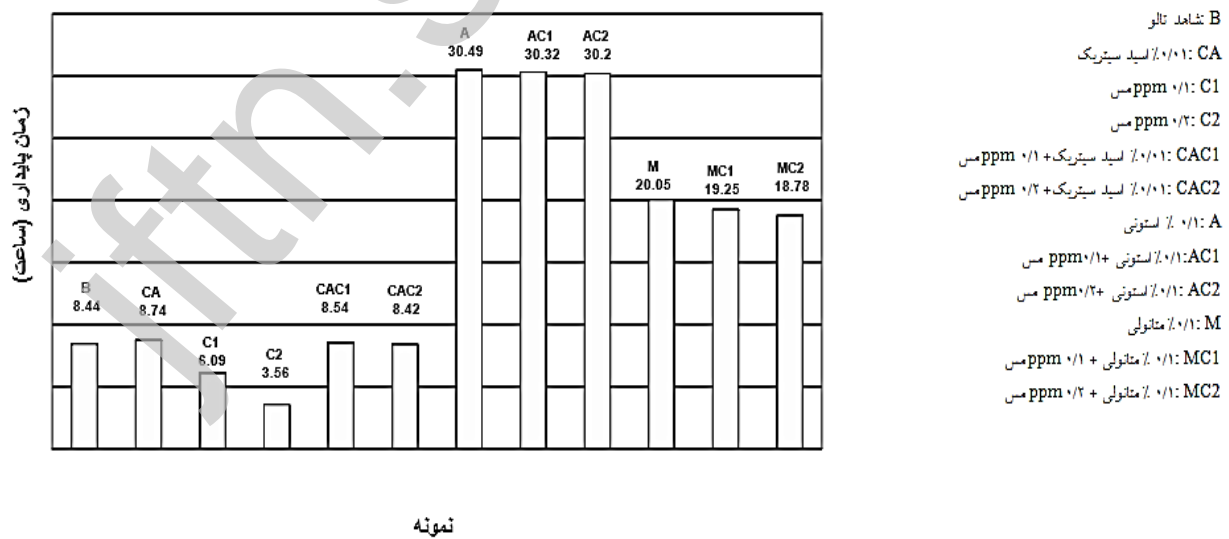 A
30.49
AC1
30.32
AC2
30.2
M
20.05
MC1
19.25
MC2
18.78
B
8.44
CA
8.74
C1
6.09
C2
3.56
CAC1
8.54
CAC2
8.42
زمان پایداری (ساعت)
نمونه
B شاهد تالو
CA :۰/۰۱٪ اسید سیتریک
C1 :۰/۱ ppm مس
C2 :۰/۲ ppm مس
CAC1 :۰/۰۱٪ اسید سیتریک+ ۰/۱ ppm مس
CAC2 :۰/۰۱٪ اسید سیتریک+ ۰/۲ ppm مس
A :۰/۱ ٪ استونی
AC1:۰/۱٪ استونی +۰/۱ppm مس
AC2 :۰/۱٪ استونی +۰/۲ppm مس
M :۰/۱٪ متانولی
MC1 :۰/۱ ٪ متانولی + ۰/۱ ppm مس
MC2 :۰/۱ ٪ متانولی + ۰/۲ ppm مس